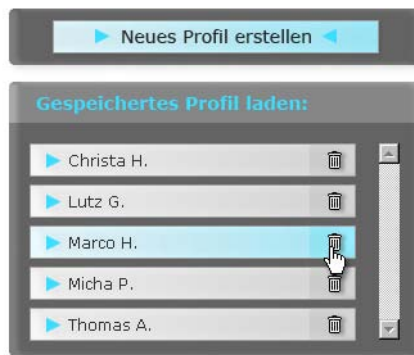 Neues Profil erstellen
Gespeichertes Profil laden:
Christa H.
Lutz G.
Marco H.
Micha P.
Thomas A.